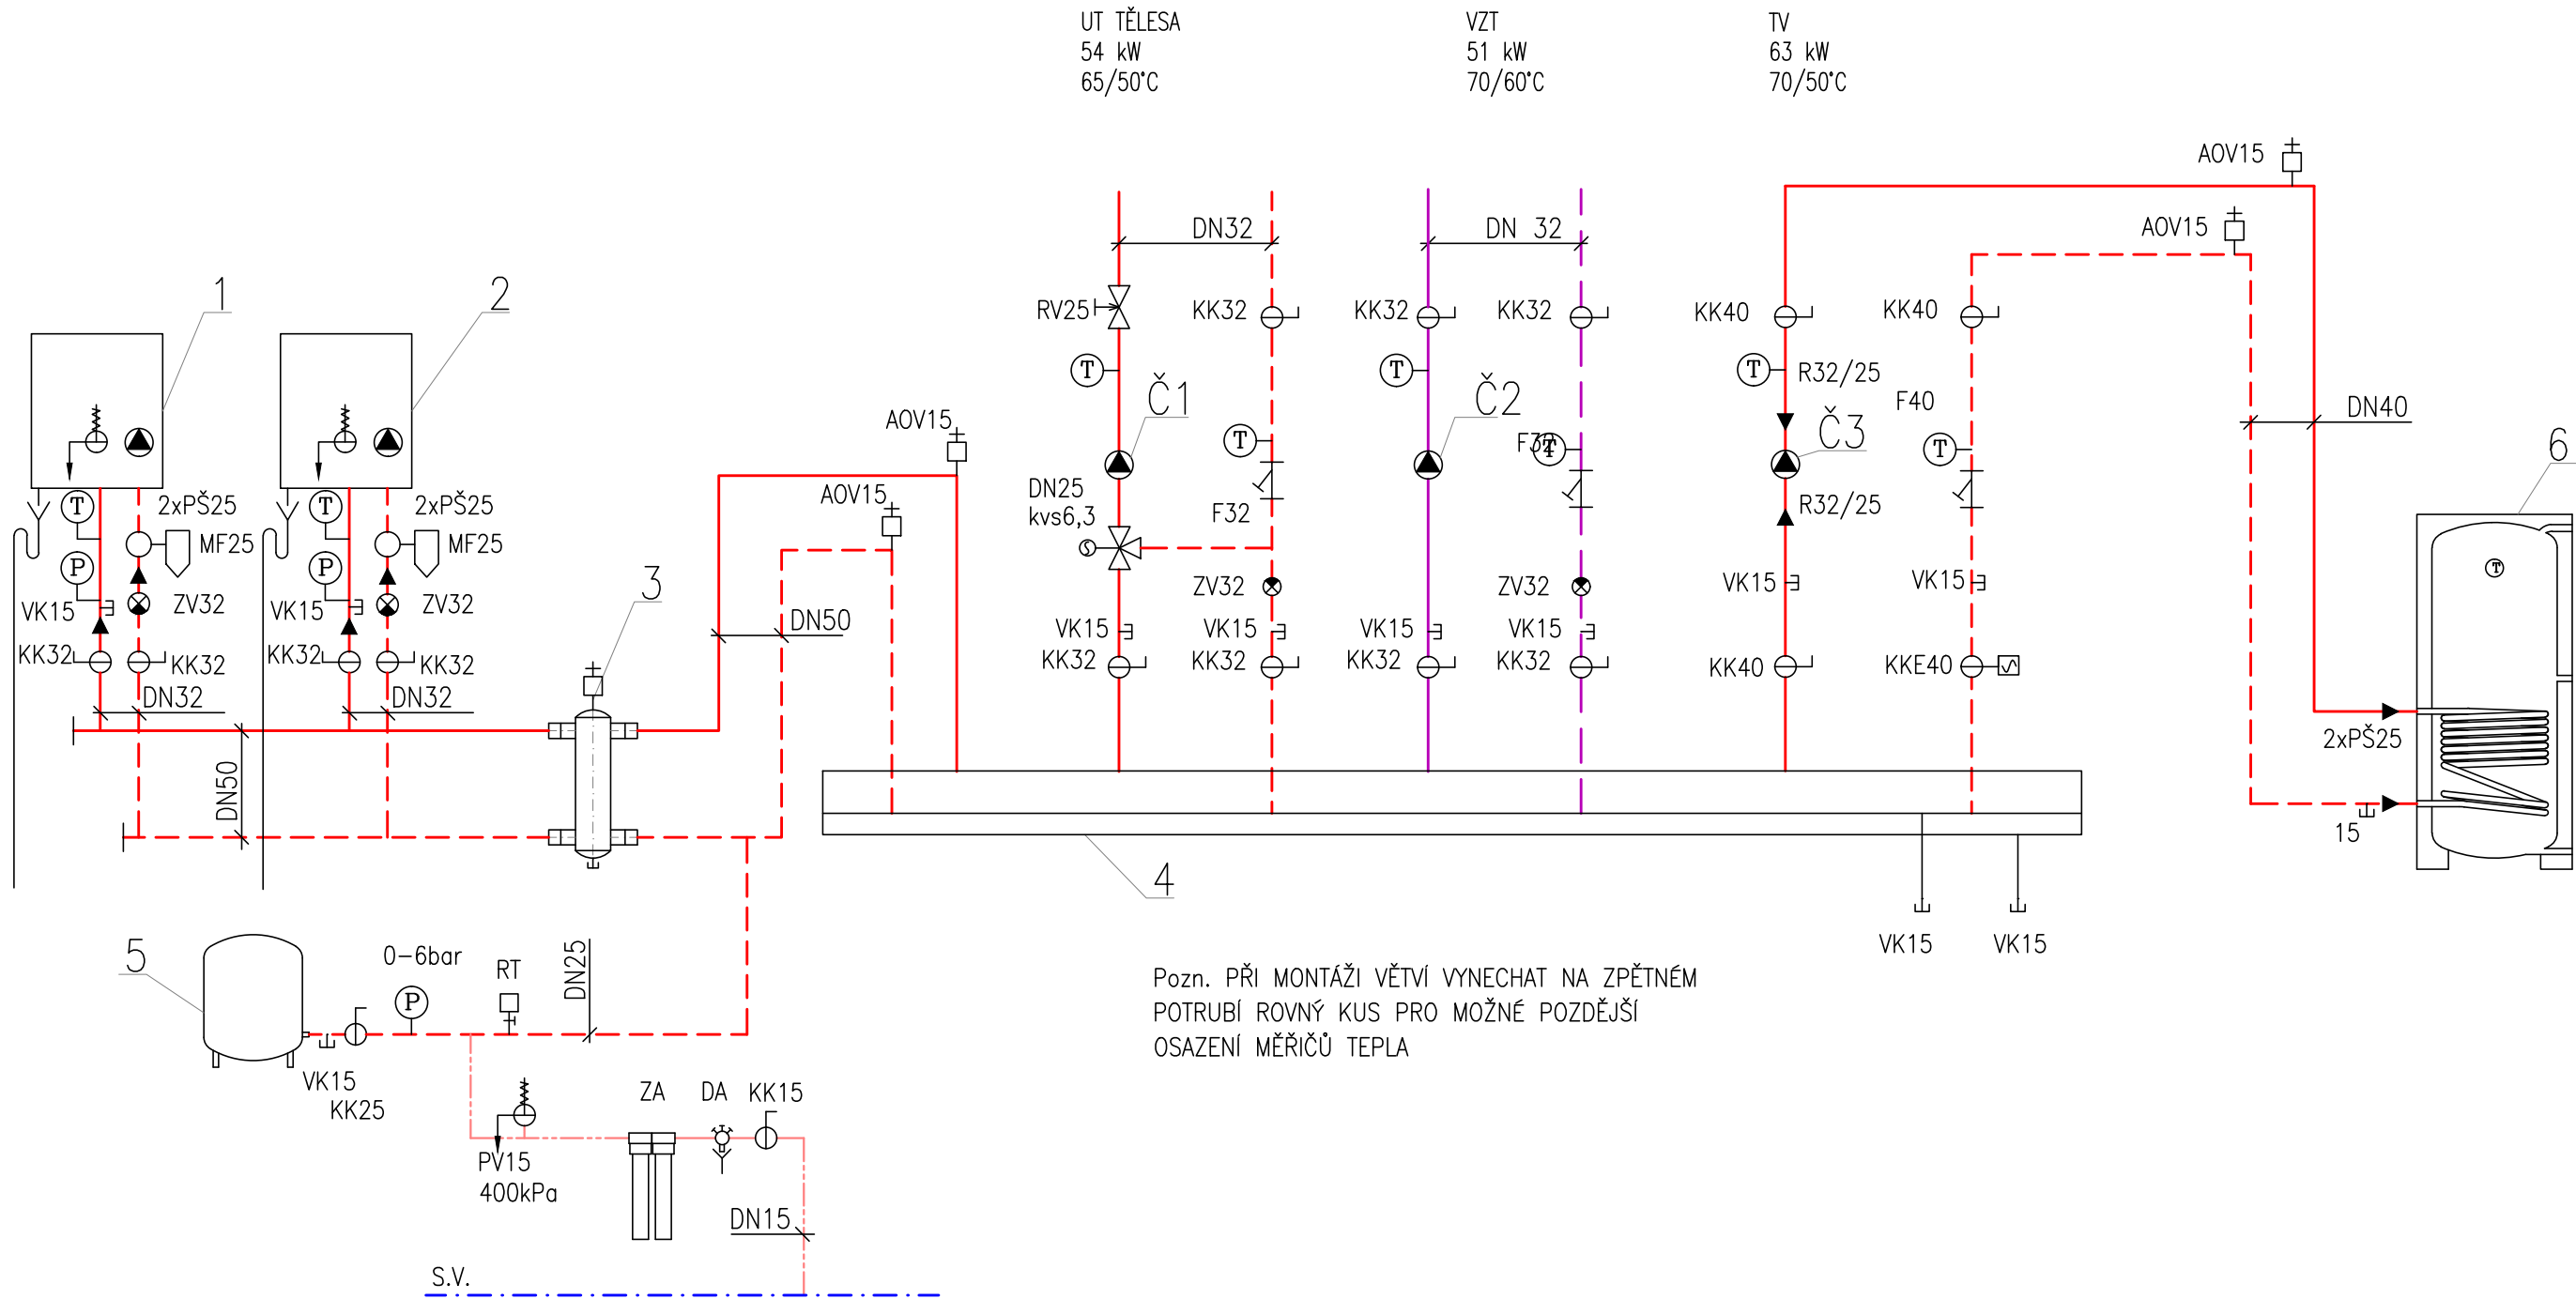 UT TĚLESA
54 kW
65/50°C
VZT
51 kW
70/60°C
TV
63 kW
70/50°C
AOV15
AOV15
DN32
DN 32
1
2
RV25
KK32
KK32
KK32
KK40
KK40
T
T
T
R32/25
Č1
Č2
Č3
F40
DN40
AOV15
T
F32
T
T
6
T
T
2xPŠ25
2xPŠ25
AOV15
DN25
kvs6,3
F32
R32/25
MF25
MF25
S
P
P
T
3
ZV32
ZV32
VK15
VK15
VK15
ZV32
VK15
ZV32
DN50
VK15
VK15
VK15
VK15
KK32
KK32
KK32
KK32
KK32
KK32
KK32
KK32
KK40
KKE40
DN32
DN32
2xPŠ25
DN50
15
4
5
0-6bar
RT
DN25
P
VK15
VK15
Pozn. PŘI MONTÁŽI VĚTVÍ VYNECHAT NA ZPĚTNÉM
POTRUBÍ ROVNÝ KUS PRO MOŽNÉ POZDĚJŠÍ
OSAZENÍ MĚŘIČŮ TEPLA
VK15
KK25
ZA
DA
KK15
PV15
400kPa
DN15
S.V.